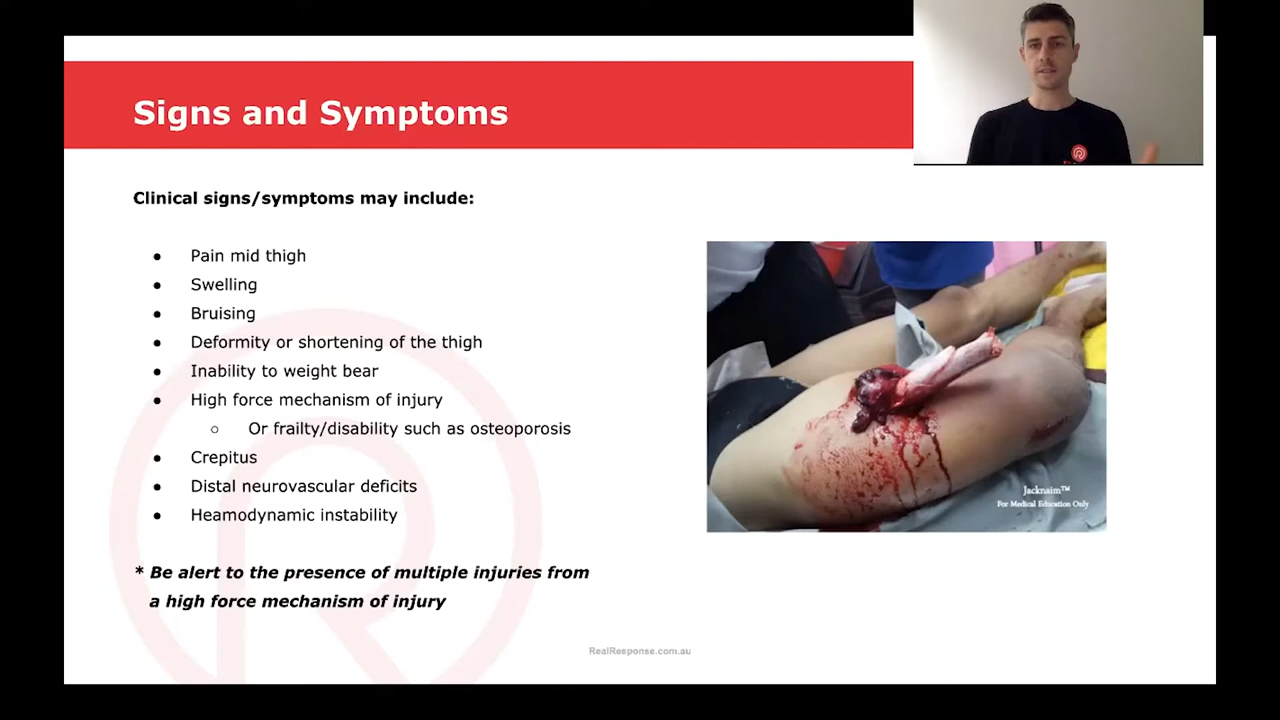 Signs and Symptoms
Clinical signs/symptoms may include:
● Pain mid thigh
● Swelling
● Bruising
● Deformity or shortening of the thigh
● Inability to weight bear
● High force mechanism of injury
○ Or frailty/disability such as osteoporosis
● Crepitus
● Distal neurovascular deficits
● Heamodynamic instability
* Be alert to the presence of multiple injuries from
a high force mechanism of injury
Jacknaim™
For Medical Education Only
RealResponse.com.au